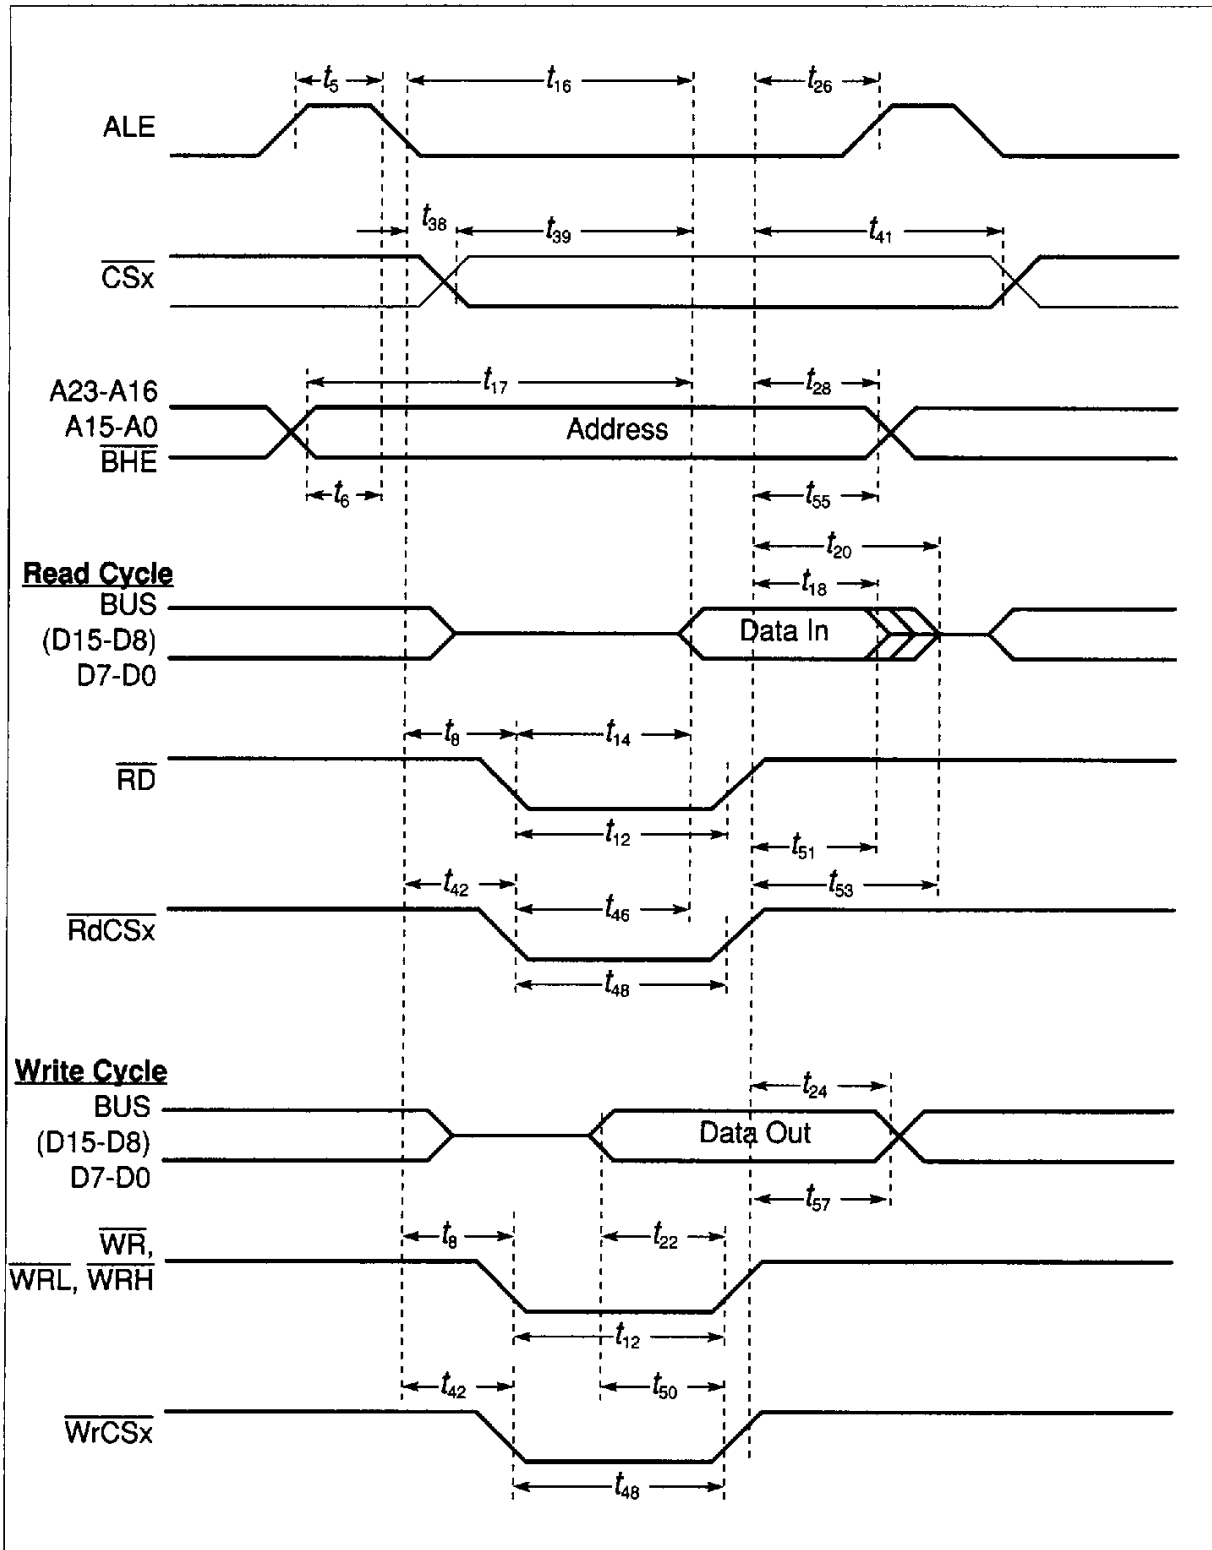 t5 t16 t26
ALE
t38 t39 t41
CSx
t17 t28
A23-A16
A15-A0
BHE
Address
t6 t55
t20
Read Cycle
t18
BUS
(D15-D8)
D7-D0
Data In
t8 t14
RD
t12 t51
t42 t46 t53
RdCSx
t48
Write Cycle
t24
BUS
(D15-D8)
D7-D0
Data Out
t57
t8 t22
WR,
WRL, WRH
t12
t42 t50
WrCSx
t48